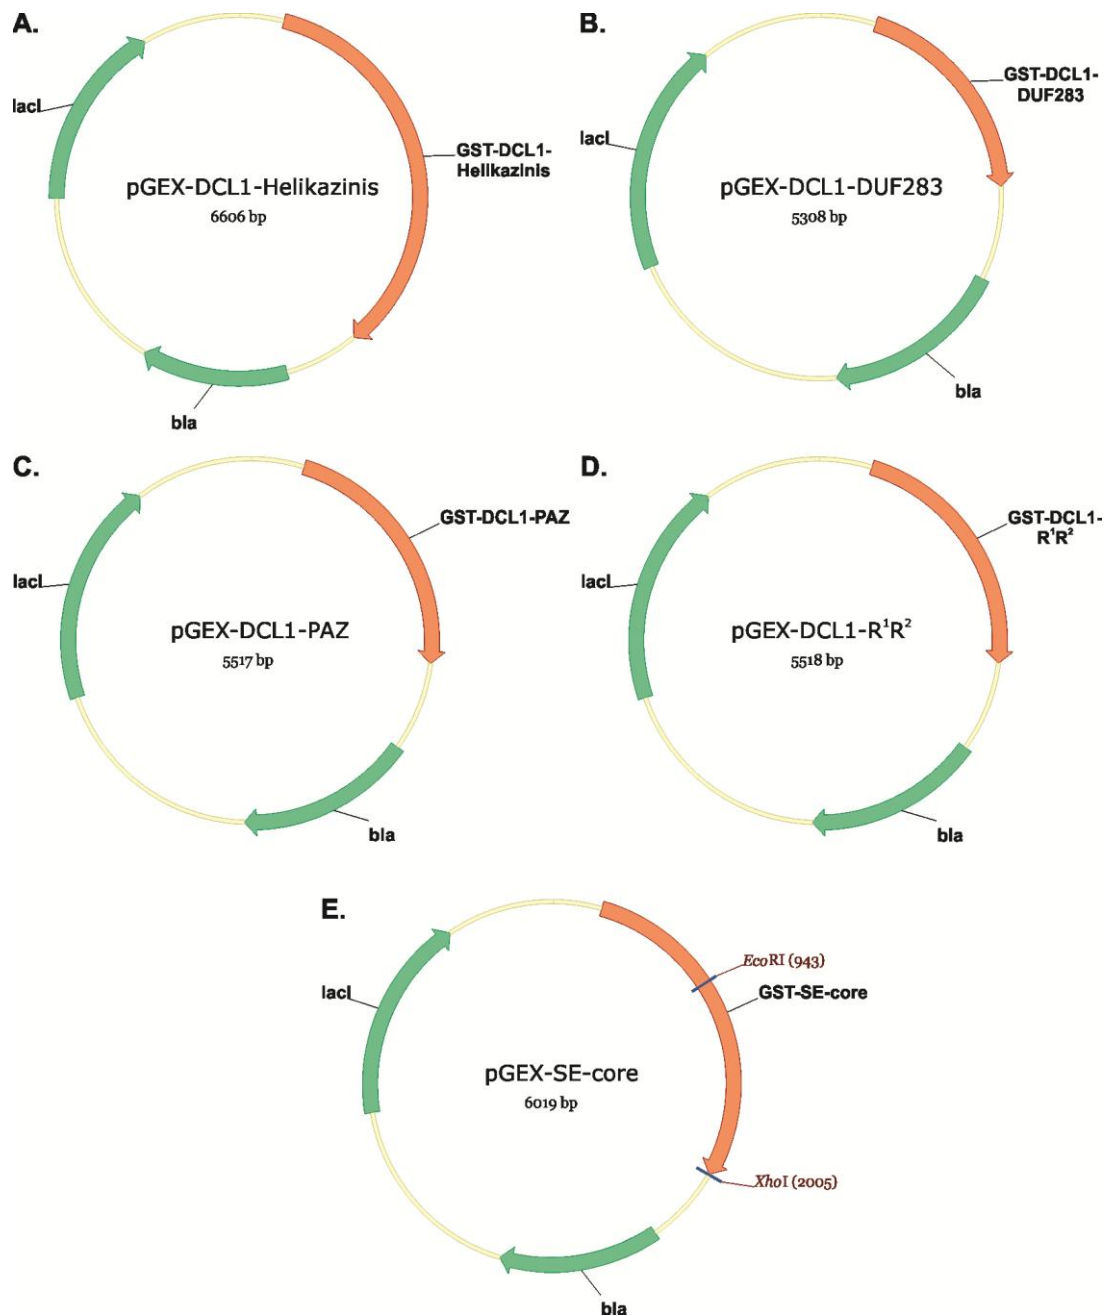 A.
lacI
GST-DCL1-
Helikazinis
pGEX-DCL1-Helikazinis
6606 bp
bla
B.
GST-DCL1-
DUF283
lacI
pGEX-DCL1-DUF283
5308 bp
bla
C.
GST-DCL1-PAZ
lacI
pGEX-DCL1-PAZ
5517 bp
bla
D.
GST-DCL1-
R¹R²
lacI
pGEX-DCL1-R¹R²
5518 bp
bla
E.
EcoRI (943)
lacI
GST-SE-core
pGEX-SE-core
6019 bp
XhoI (2005)
bla